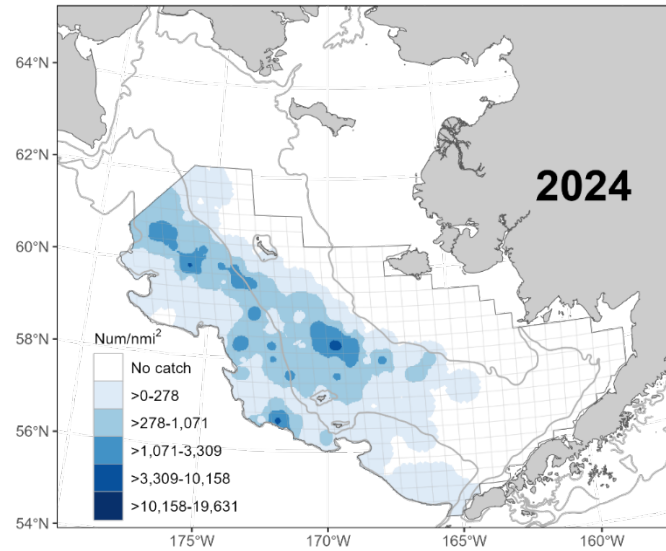 64°N
62°N
2024
60°N
58°N
Num/nmi²
No catch
>0-278
>278-1,071
56°N
>1,071-3,309
>3,309-10,158
>10,158-19,631
54°N
175°W
170°W
165°W
160°W